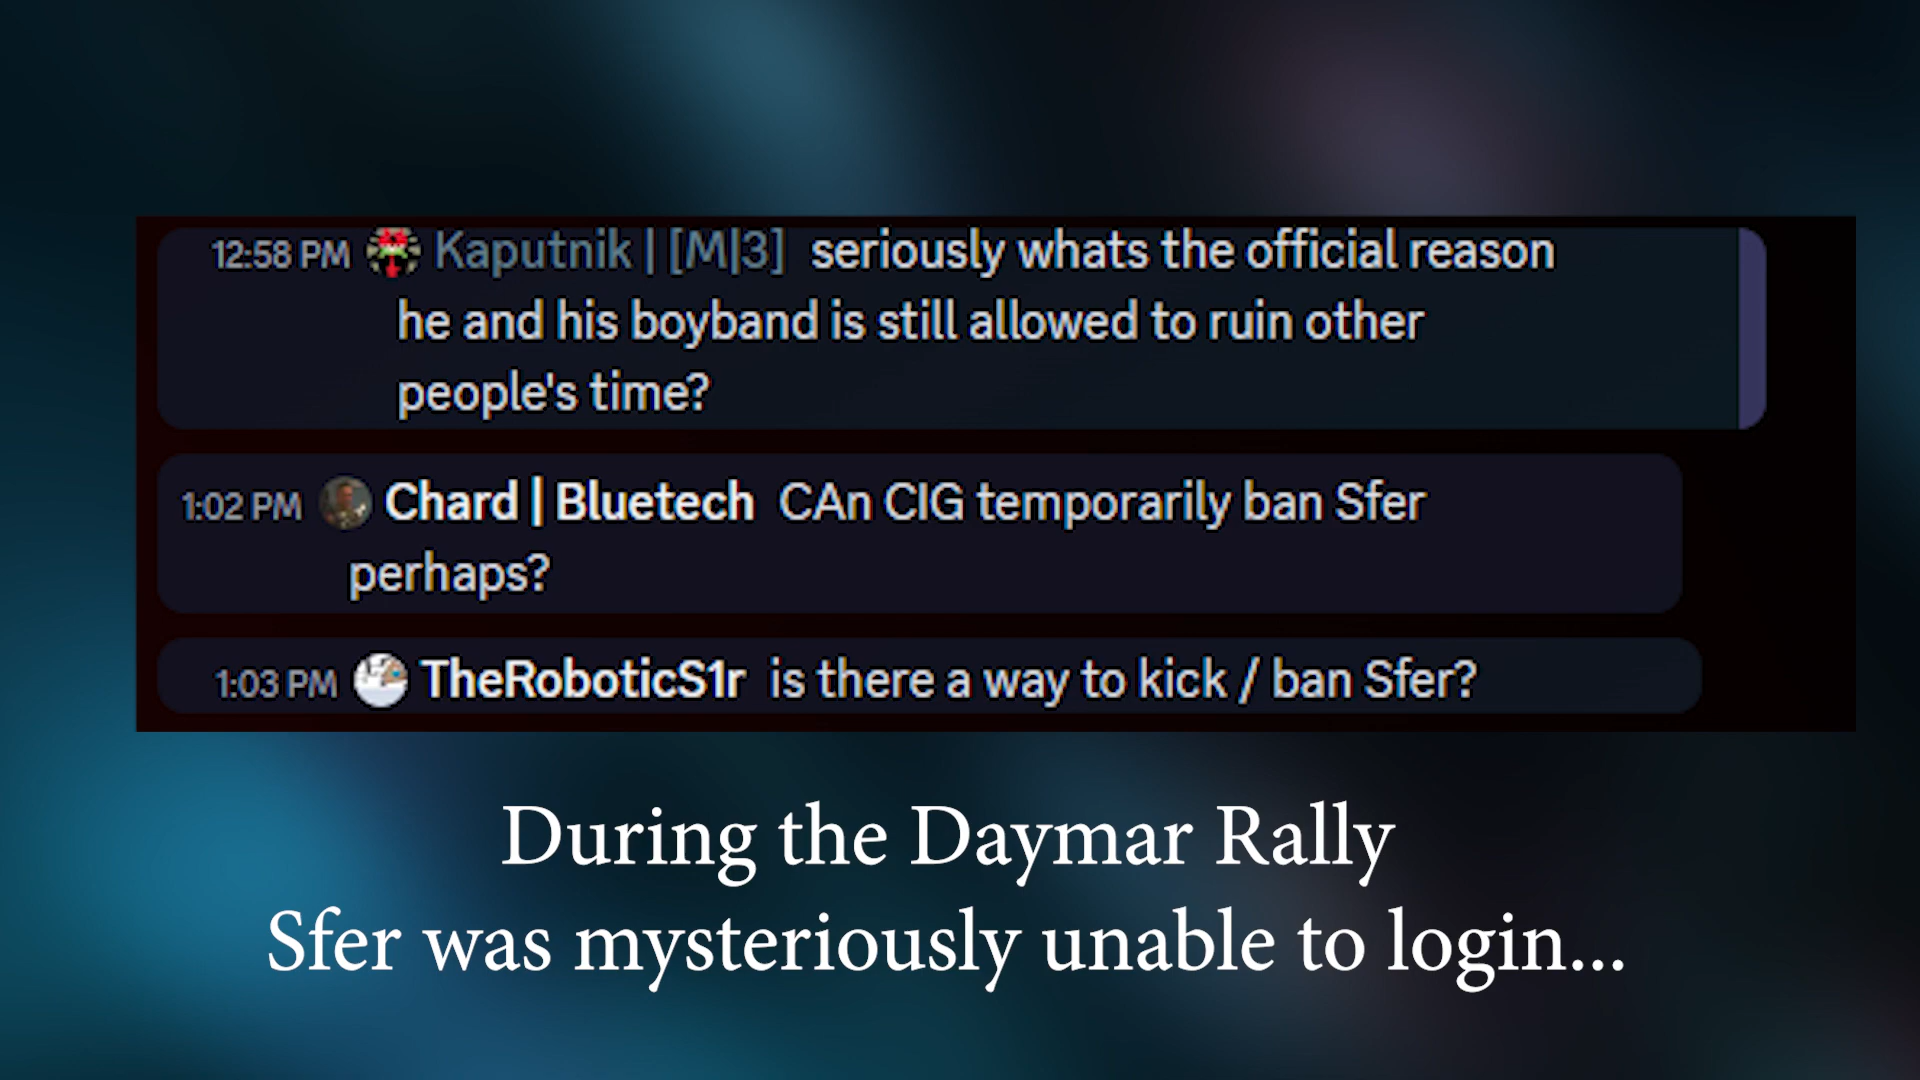 12:58 PM Kaputnik | [M|3] seriously whats the official reason
he and his boyband is still allowed to ruin other
people's time?
1:02 PM Chard | Bluetech CAn CIG temporarily ban Sfer
perhaps?
1:03 PM TheRoboticS1r is there a way to kick / ban Sfer?
During the Daymar Rally
Sfer was mysteriously unable to login...